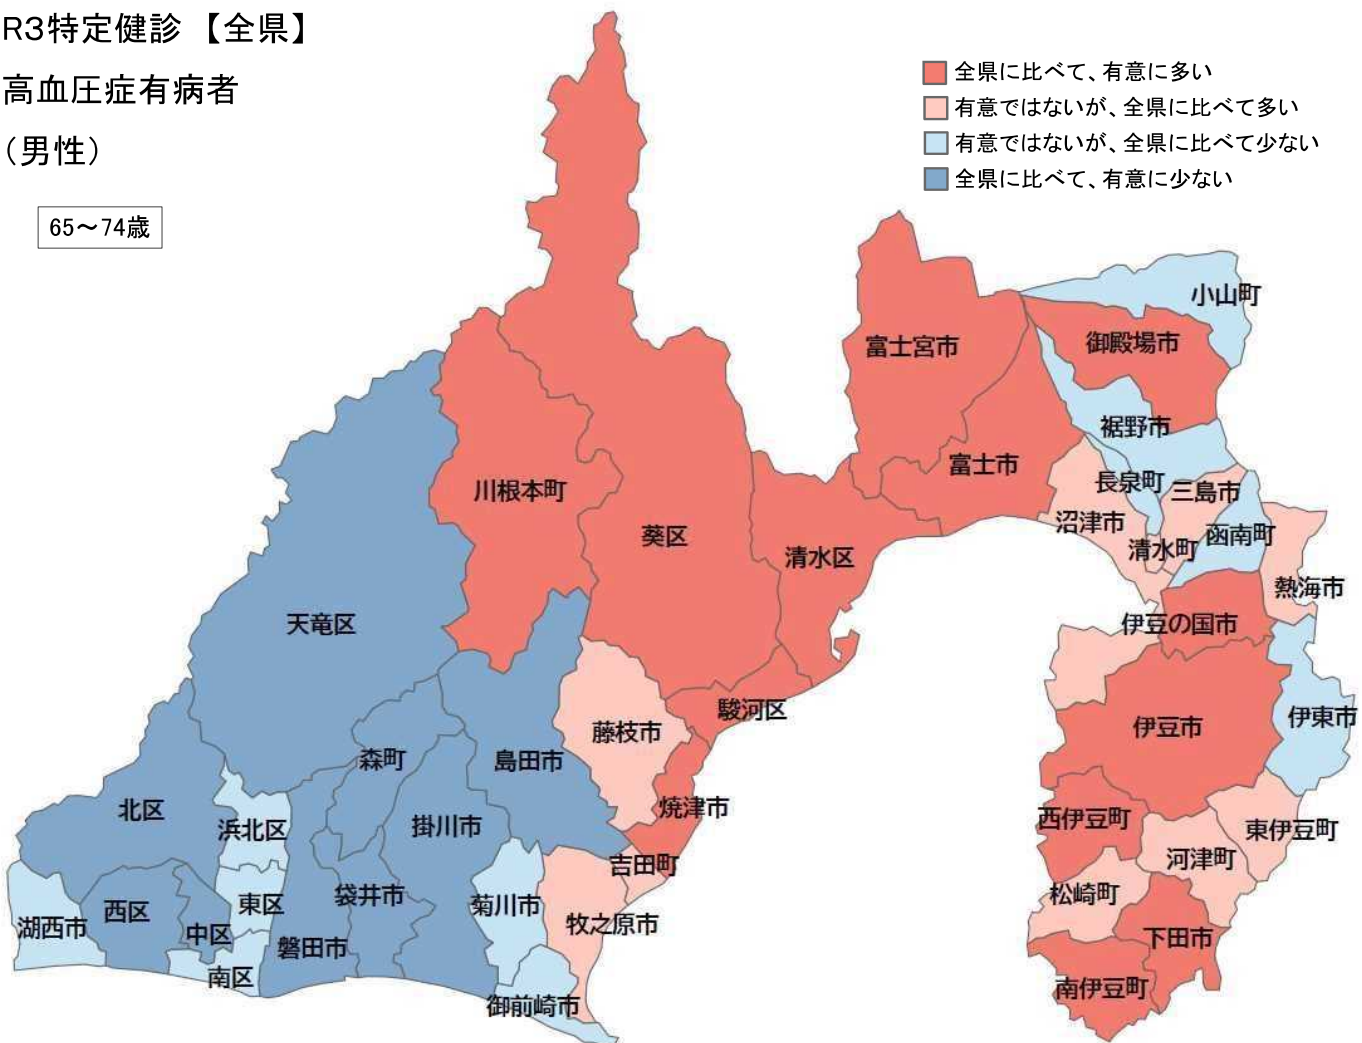 R3特定健診 【全県】
高血圧症有病者
（男性）
65～74歳
全県に比べて、有意に多い
有意ではないが、全県に比べて多い
有意ではないが、全県に比べて少ない
全県に比べて、有意に少ない
小山町
御殿場市
富士宮市
裾野市
富士市
長泉町
三島市
川根本町
沼津市
葵区
函南町
清水町
清水区
熱海市
天竜区
伊豆の国市
駿河区
伊東市
伊豆市
藤枝市
森町
島田市
焼津市
北区
西伊豆町
浜北区
掛川市
東伊豆町
河津町
吉田町
松崎町
袋井市
東区
菊川市
西区
湖西市
牧之原市
中区
下田市
磐田市
南区
南伊豆町
御前崎市